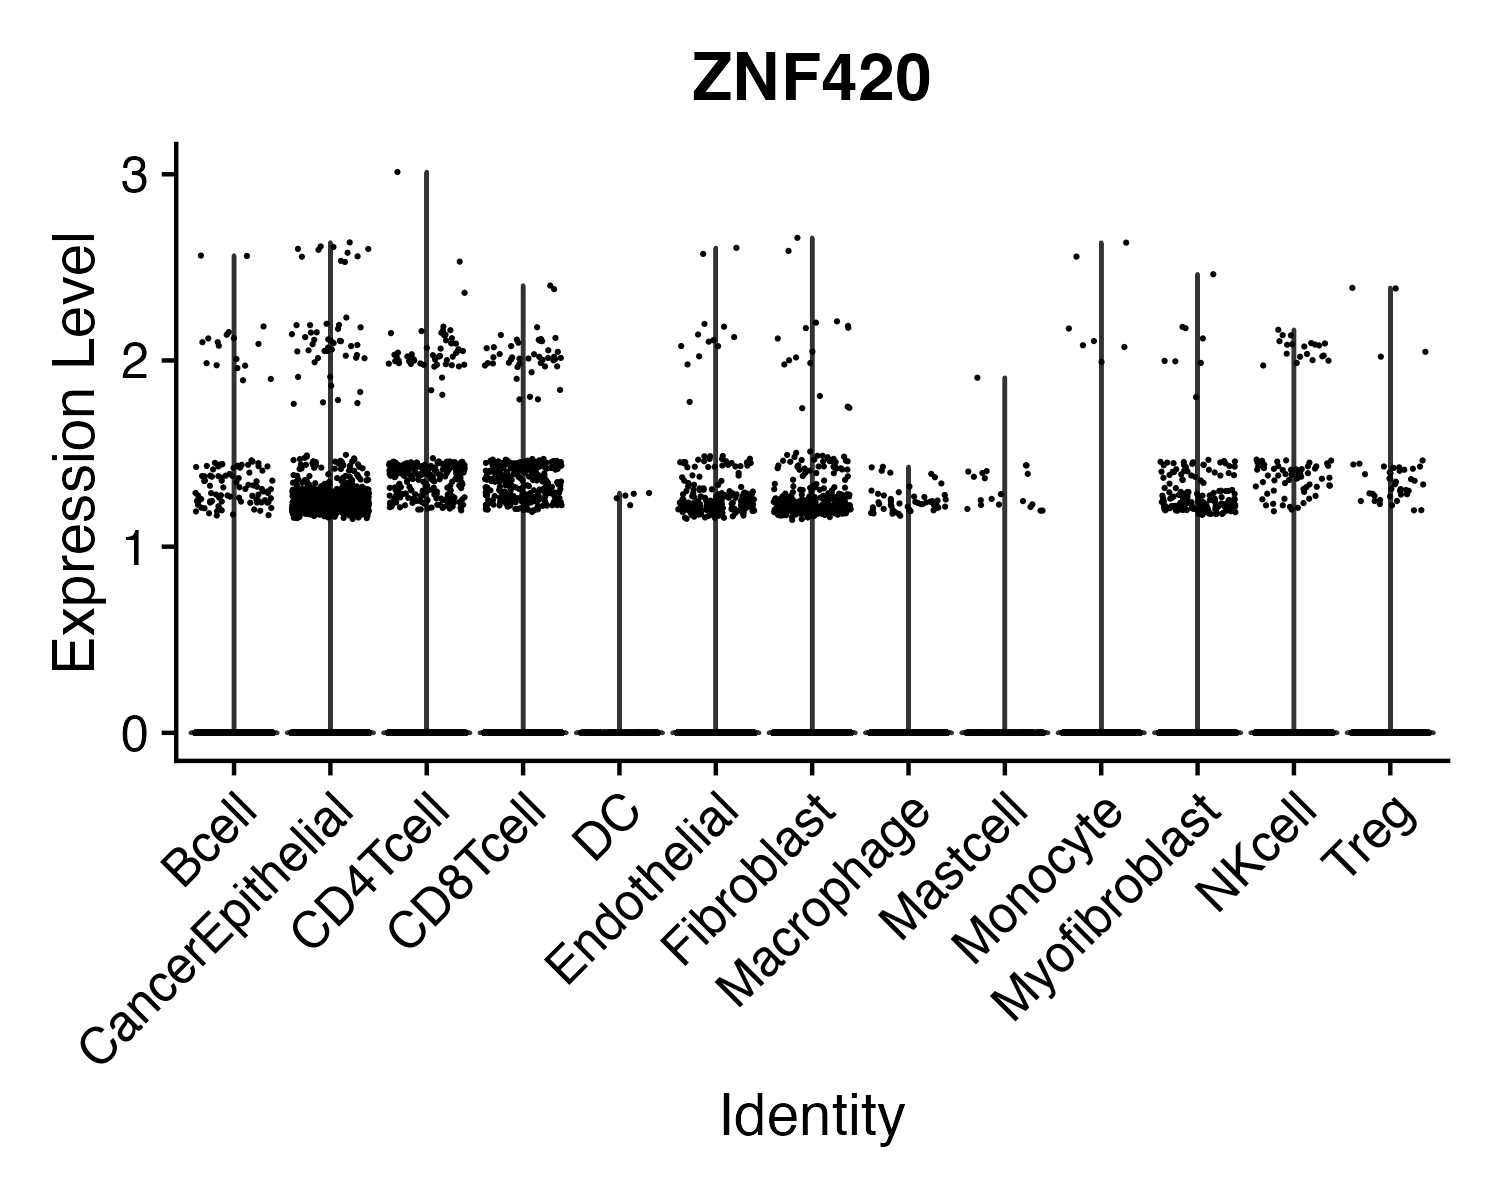 ZNF420
Expression Level
3
2
1
0
Bcell
CancerEpithelial
CD4Tcell
CD8Tcell
DC
Endothelial
Fibroblast
Macrophage
Mastcell
Monocyte
Myofibroblast
NKcell
Treg
Identity